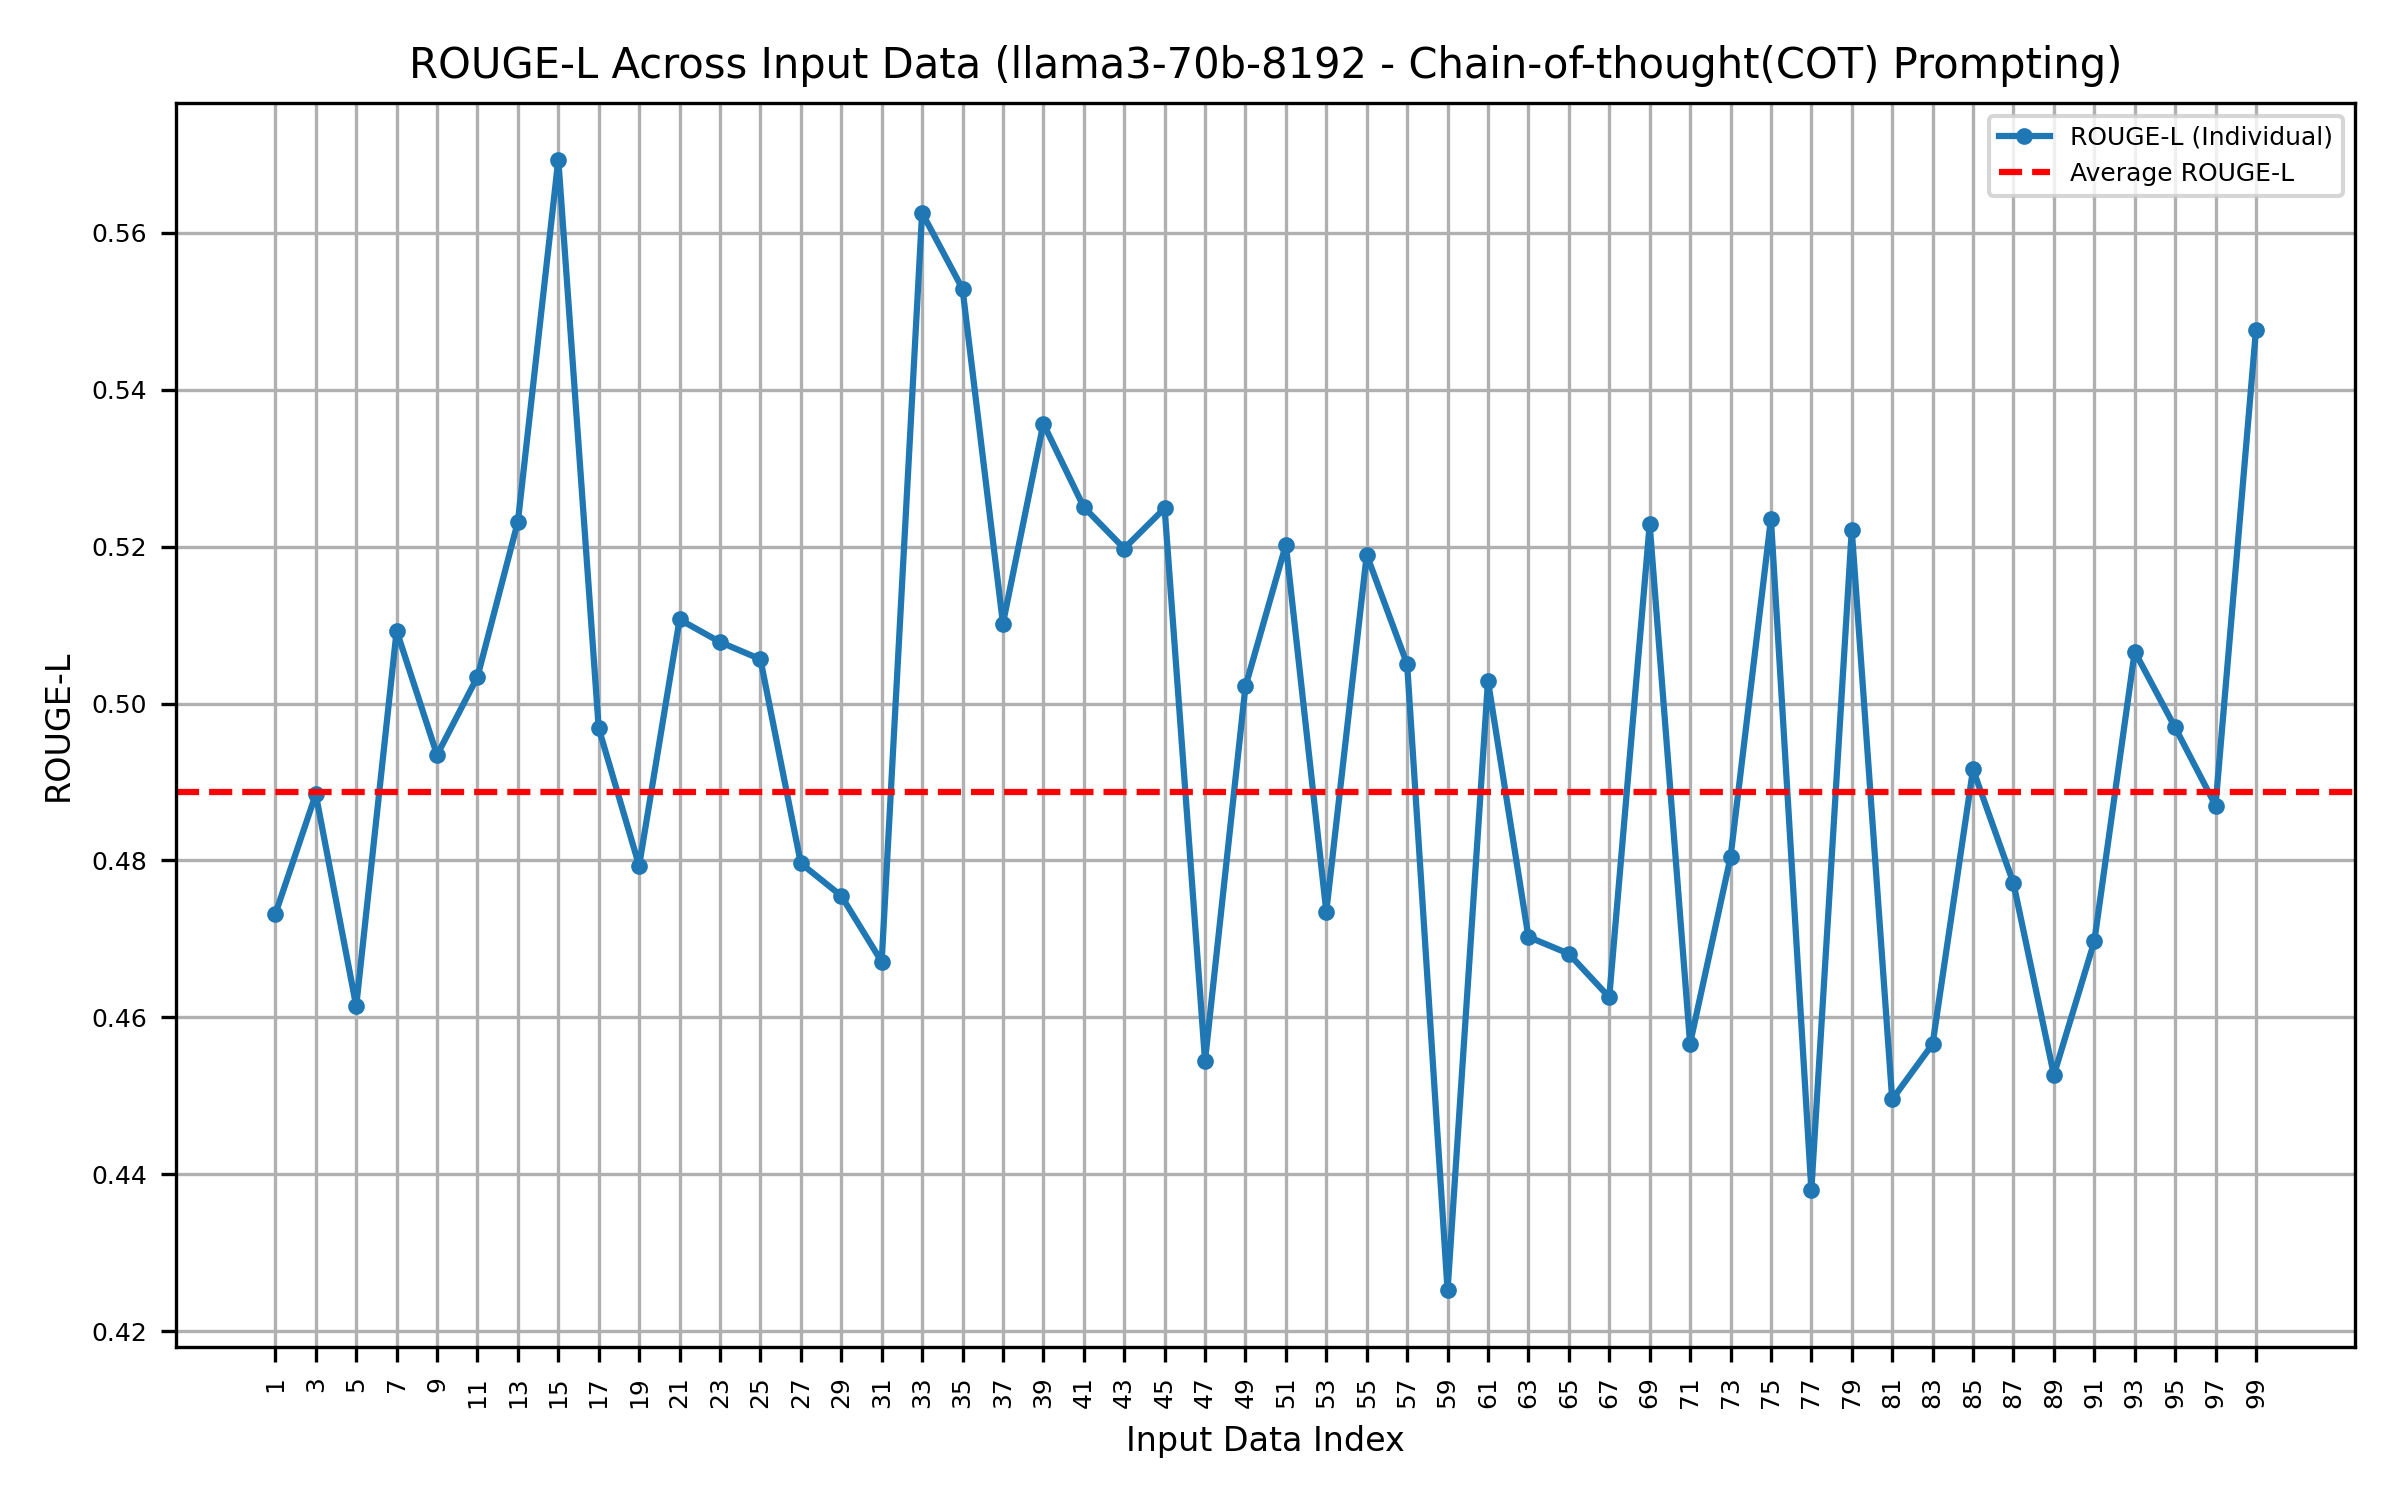 ROUGE-L Across Input Data (llama3-70b-8192 - Chain-of-thought(COT) Prompting)
ROUGE-L (Individual)
Average ROUGE-L
ROUGE-L
0.56
0.54
0.52
0.50
0.48
0.46
0.44
0.42
1 3 5 7 9 11 13 15 17 19 21 23 25 27 29 31 33 35 37 39 41 43 45 47 49 51 53 55 57 59 61 63 65 67 69 71 73 75 77 79 81 83 85 87 89 91 93 95 97 99
Input Data Index